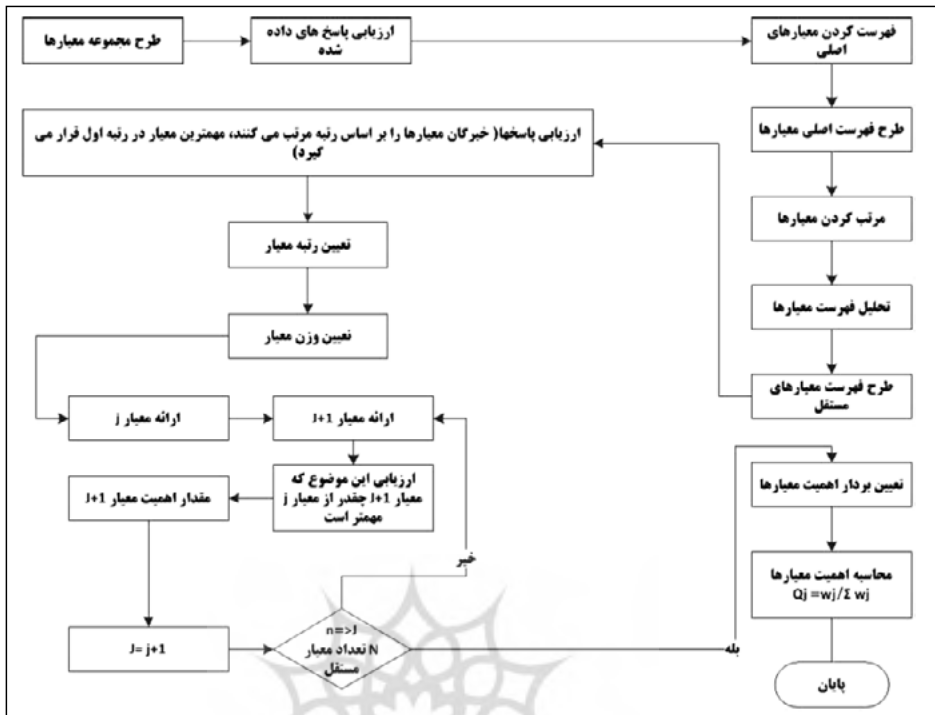 طرح مجموعه معیارها
ارزیابی پاسخ های داده
شده
فهرست کردن معیارهای
اصلی
طرح فهرست اصلی معیارها
مرتب کردن معیارها
تحلیل فهرست معیارها
طرح فهرست معیارهای
مستقل
ارزیابی پاسخها( خبرگان معیارها را بر اساس رتبه مرتب می کنند، مهمترین معیار در رتبه اول قرار می
گیرد)
تعیین رتبه معیار
تعیین وزن معیار
ارائه معیار j
ارائه معیار J+1
ارزیابی این موضوع که
معیار J+1 چقدر از معیار j
مهمتر است
مقدار اهمیت معیار J+1
J= j+1
n=>J
N تعداد معیار
مستقل
خیر
بله
تعیین بردار اهمیت معیارها
محاسبه اهمیت معیارها
Qj =wj/Σ wj
پایان